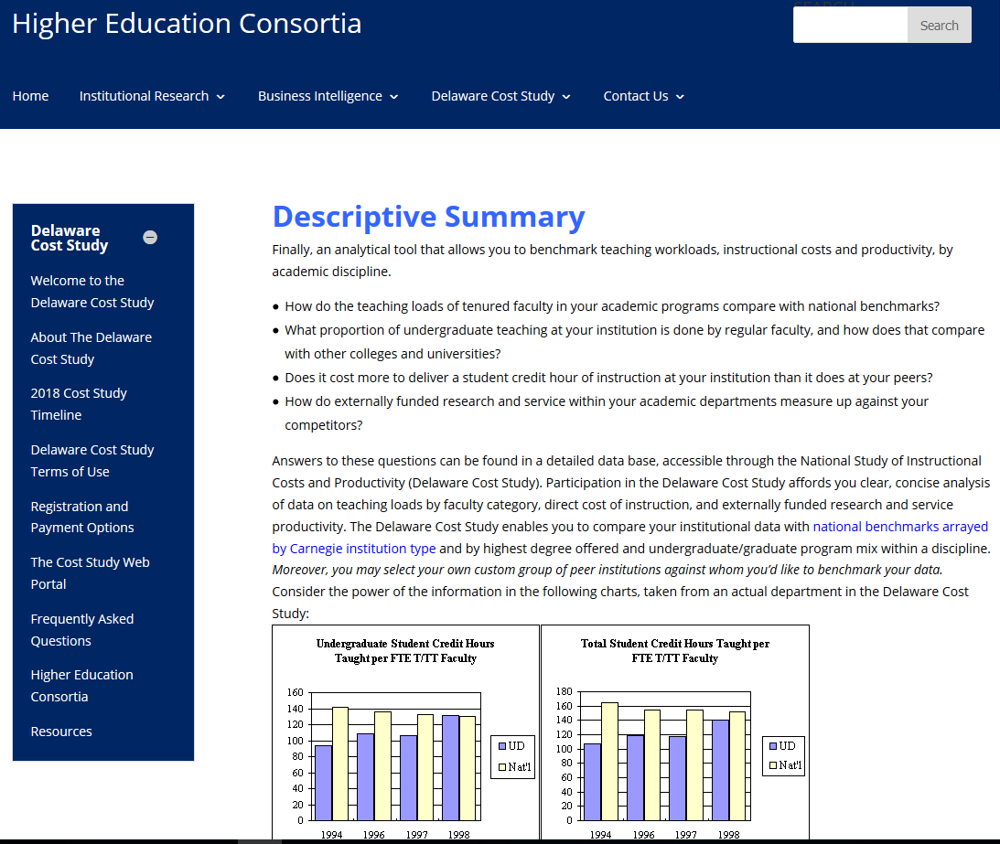 Higher Education Consortia
Search
Home Institutional Research Business Intelligence Delaware Cost Study Contact Us
Delaware
Cost Study
Welcome to the
Delaware Cost Study
About The Delaware
Cost Study
2018 Cost Study
Timeline
Delaware Cost Study
Terms of Use
Registration and
Payment Options
The Cost Study Web
Portal
Frequently Asked
Questions
Higher Education
Consortia
Resources
Descriptive Summary
Finally, an analytical tool that allows you to benchmark teaching workloads, instructional costs and productivity, by
academic discipline.
● How do the teaching loads of tenured faculty in your academic programs compare with national benchmarks?
● What proportion of undergraduate teaching at your institution is done by regular faculty, and how does that compare
with other colleges and universities?
● Does it cost more to deliver a student credit hour of instruction at your institution than it does at your peers?
● How do externally funded research and service within your academic departments measure up against your
competitors?
Answers to these questions can be found in a detailed data base, accessible through the National Study of Instructional
Costs and Productivity (Delaware Cost Study). Participation in the Delaware Cost Study affords you clear, concise analysis
of data on teaching loads by faculty category, direct cost of instruction, and externally funded research and service
productivity. The Delaware Cost Study enables you to compare your institutional data with national benchmarks arrayed
by Carnegie institution type and by highest degree offered and undergraduate/graduate program mix within a discipline.
Moreover, you may select your own custom group of peer institutions against whom you'd like to benchmark your data.
Consider the power of the information in the following charts, taken from an actual department in the Delaware Cost
Study:
Undergraduate Student Credit Hours
Taught per FTE T/TT Faculty
160
140
120
100
80
60
40
20
0
1994 1996 1997 1998
UD
Nat'l
Total Student Credit Hours Taught per
FTE T/TT Faculty
180
160
140
120
100
80
60
40
20
0
1994 1996 1997 1998
UD
Nat'l